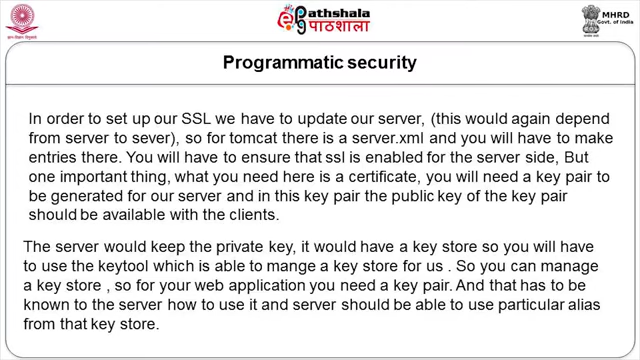 Pathshala
पाठशाला
MHRD
Govt. of India
Programmatic security
In order to set up our SSL we have to update our server, (this would again depend
from server to sever), so for tomcat there is a server.xml and you will have to make
entries there. You will have to ensure that ssl is enabled for the server side, But
one important thing, what you need here is a certificate, you will need a key pair to
be generated for our server and in this key pair the public key of the key pair
should be available with the clients.
The server would keep the private key, it would have a key store so you will have
to use the keytool which is able to mange a key store for us . So you can manage
a key store , so for your web application you need a key pair. And that has to be
known to the server how to use it and server should be able to use particular alias
from that key store.